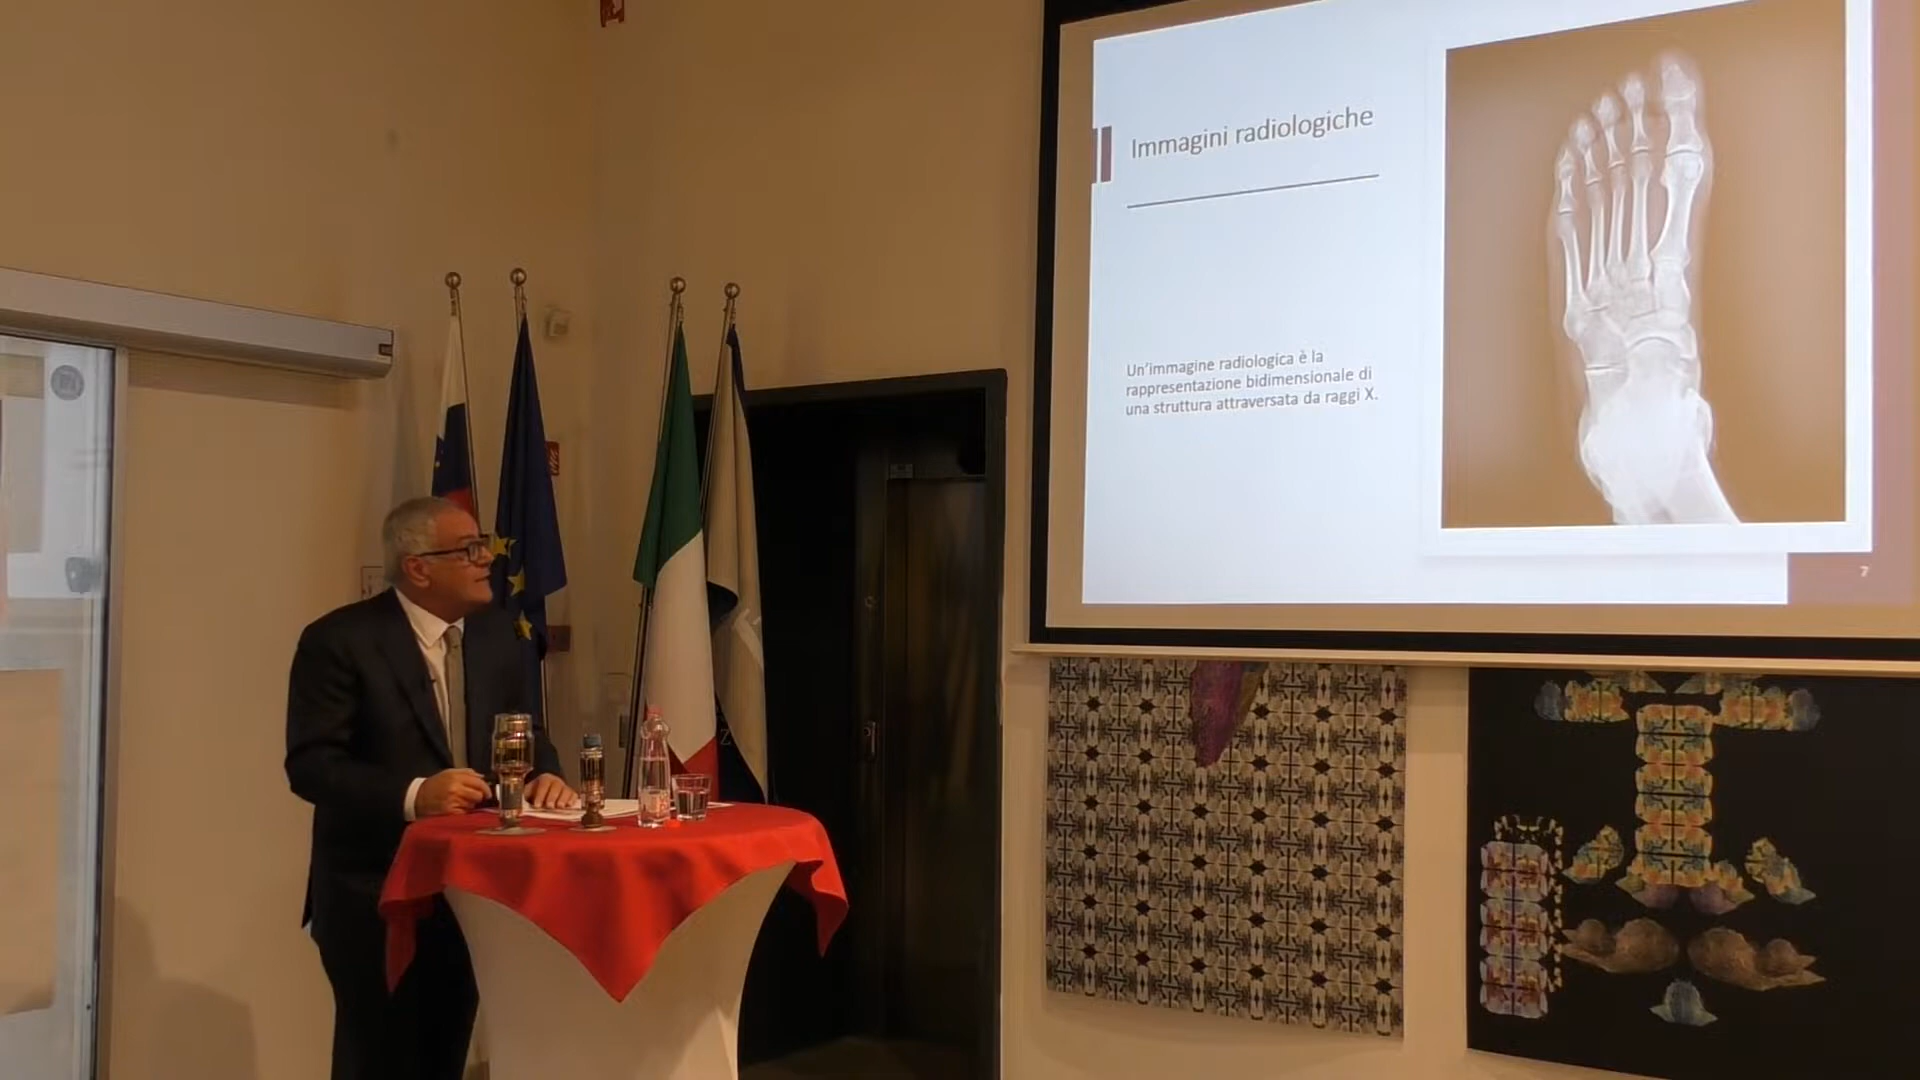 Immagini radiologiche
Un'immagine radiologica è la
rappresentazione bidimensionale di
una struttura attraversata da raggi X.
7
Z